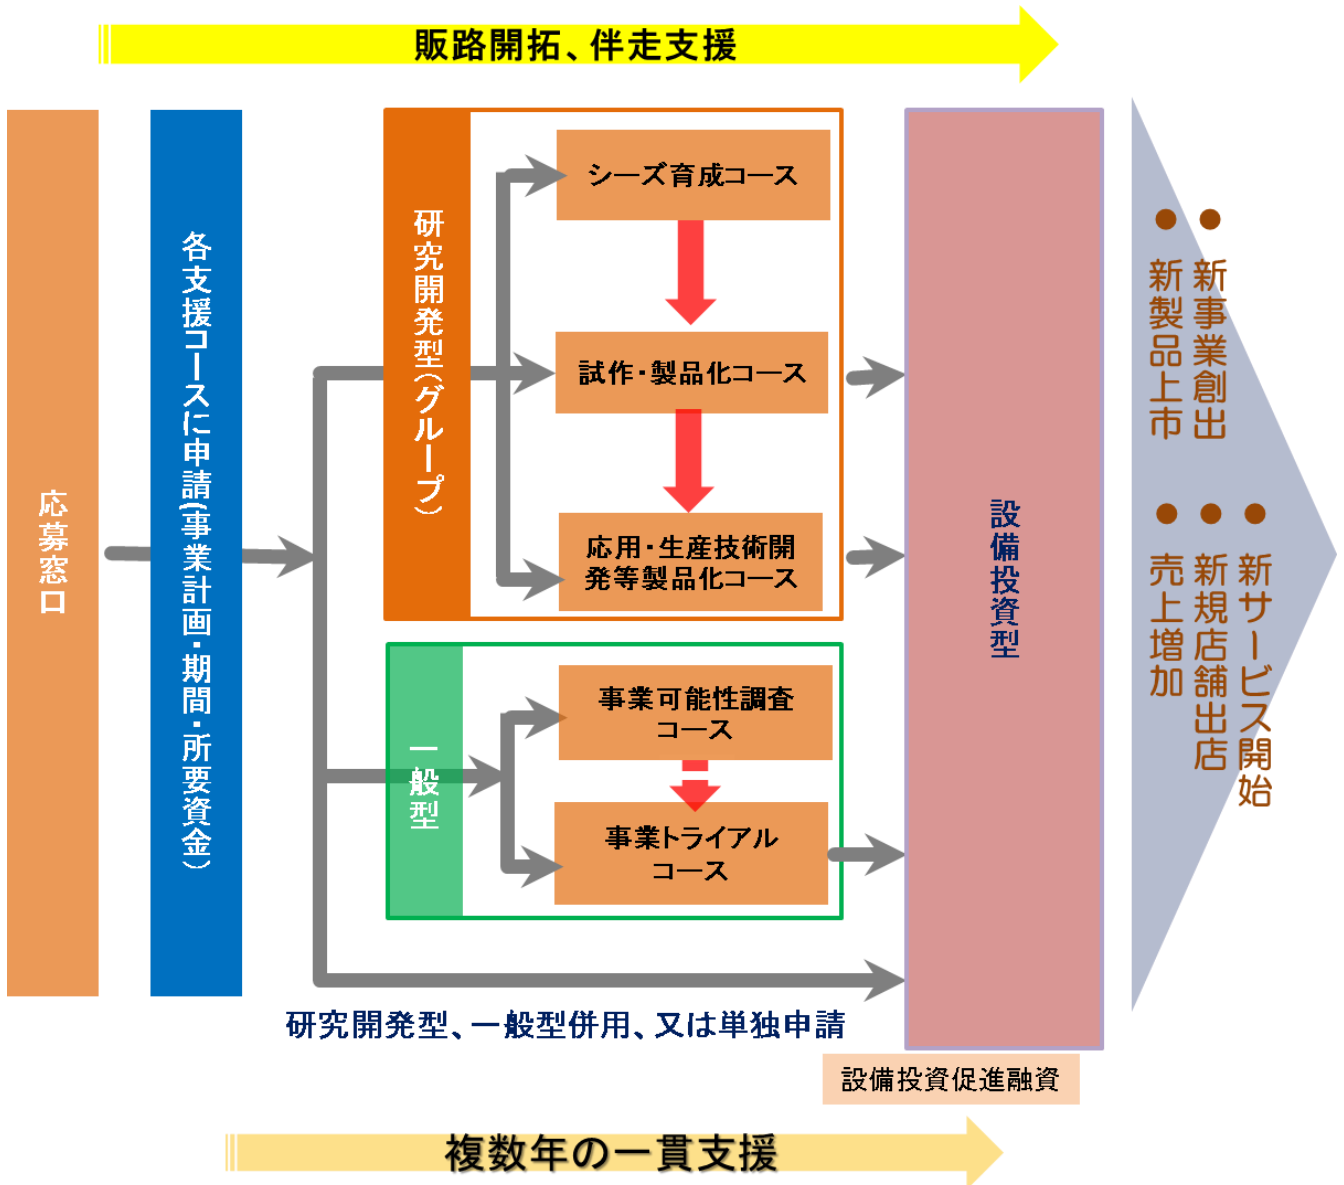 販路開拓、伴走支援
応募窓口
各支援コースに申請(事業計画・期間・所要資金)
研究開発型(グループ)
シーズ育成コース
試作・製品化コース
応用・生産技術開
発等製品化コース
一般型
事業可能性調査
コース
事業トライアル
コース
研究開発型、一般型併用、又は単独申請
設備投資型
設備投資促進融資
●新事業創出
●新製品上市
●新サービス開始
●新規店舗出店
●売上増加
複数年の一貫支援